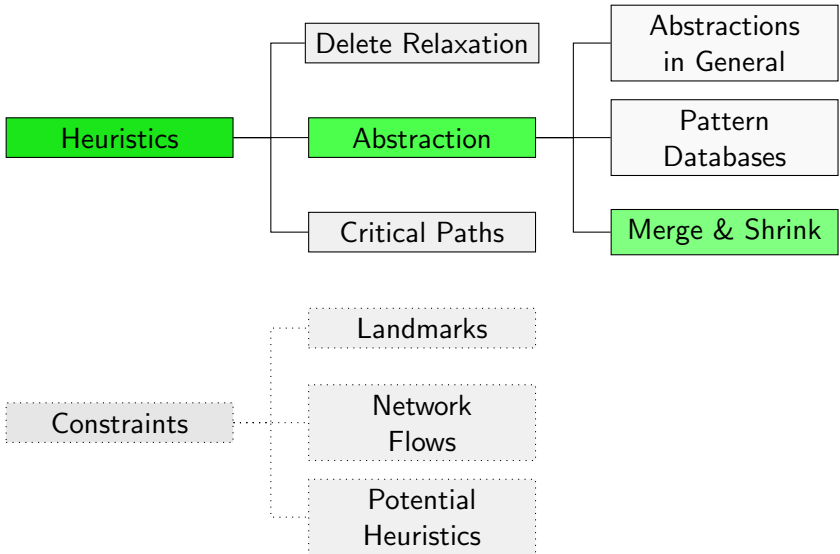 Delete Relaxation
Abstractions
in General
Heuristics
Abstraction
Pattern
Databases
Critical Paths
Merge & Shrink
Landmarks
Constraints
Network
Flows
Potential
Heuristics